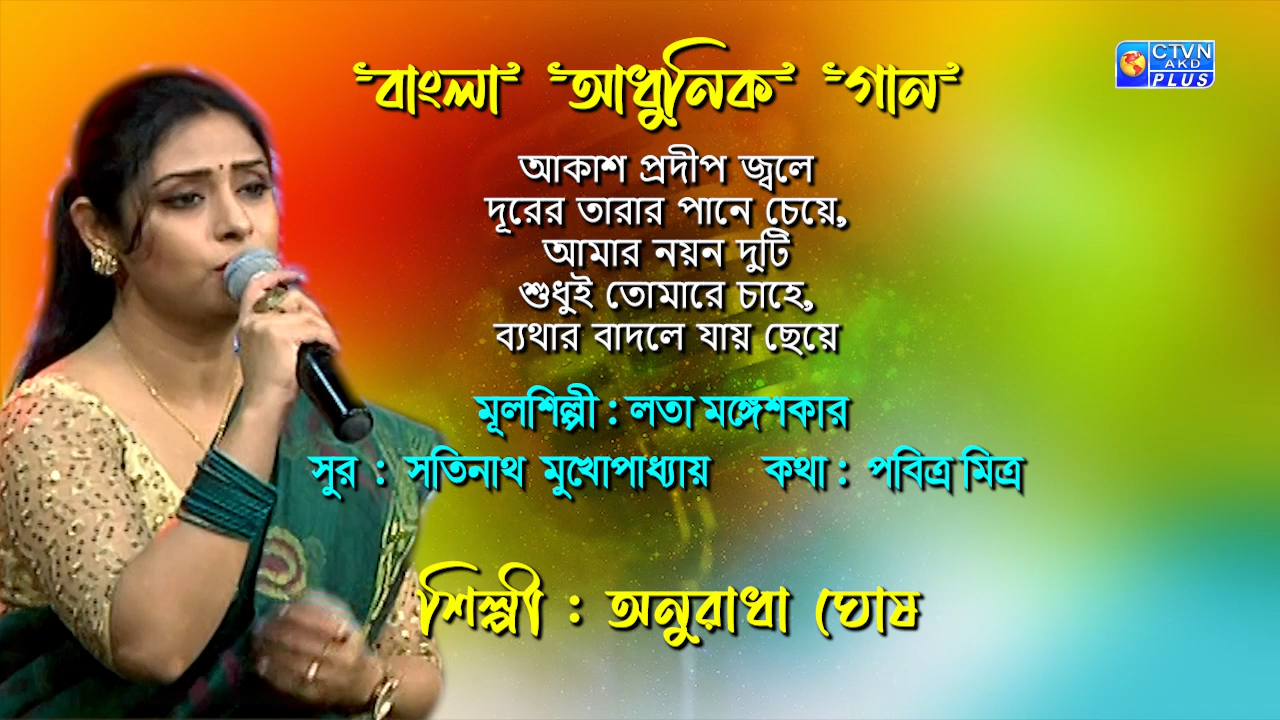 বাংলা আধুনিক গান
CTVN
AKD
PLUS
আকাশ প্রদীপ জ্বলে
দূরের তারার পানে চেয়ে,
আমার নয়ন দুটি
শুধুই তোমারে চাহে,
ব্যথার বাদলে যায় ছেয়ে
মূলশিল্পী : লতা মঙ্গেশকার
সুর : সতিনাথ মুখোপাধ্যায় কথা : পবিত্র মিত্র
শিল্পী : অনুরাধা ঘোষ